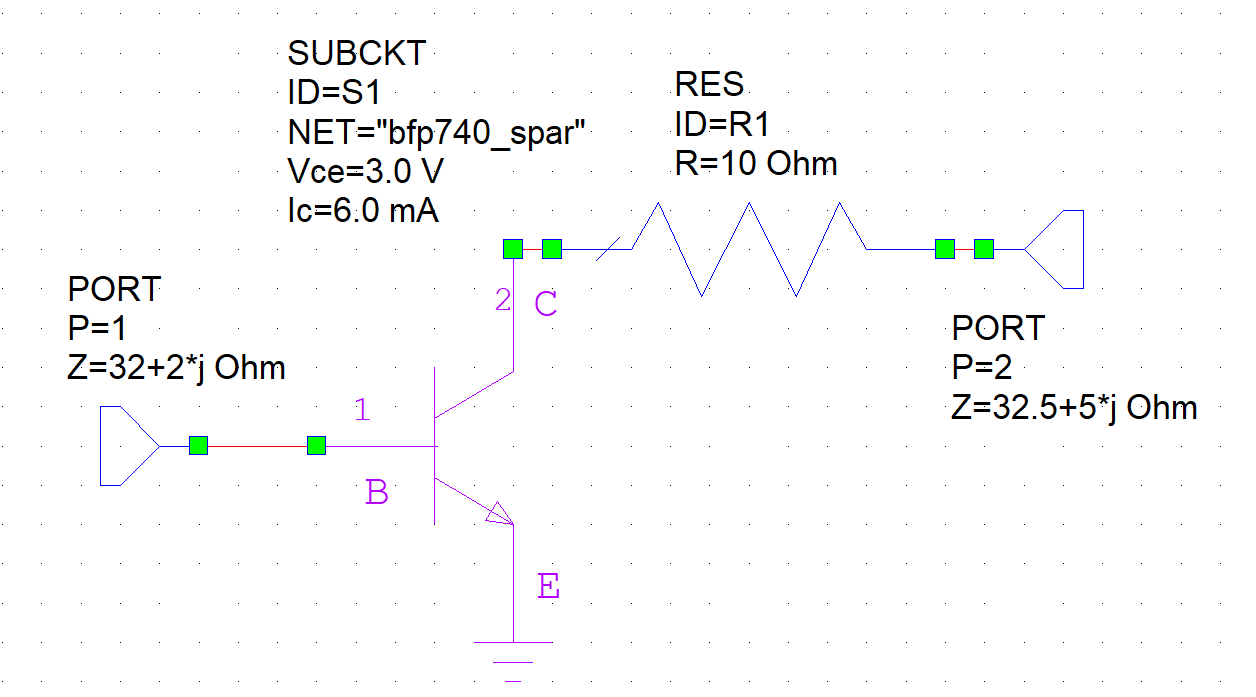 SUBCKT
ID=S1
NET="bfp740_spar"
Vce=3.0 V
Ic=6.0 mA
RES
ID=R1
R=10 Ohm
PORT
P=1
Z=32+2*j Ohm
2
C
1
B
E
PORT
P=2
Z=32.5+5*j Ohm